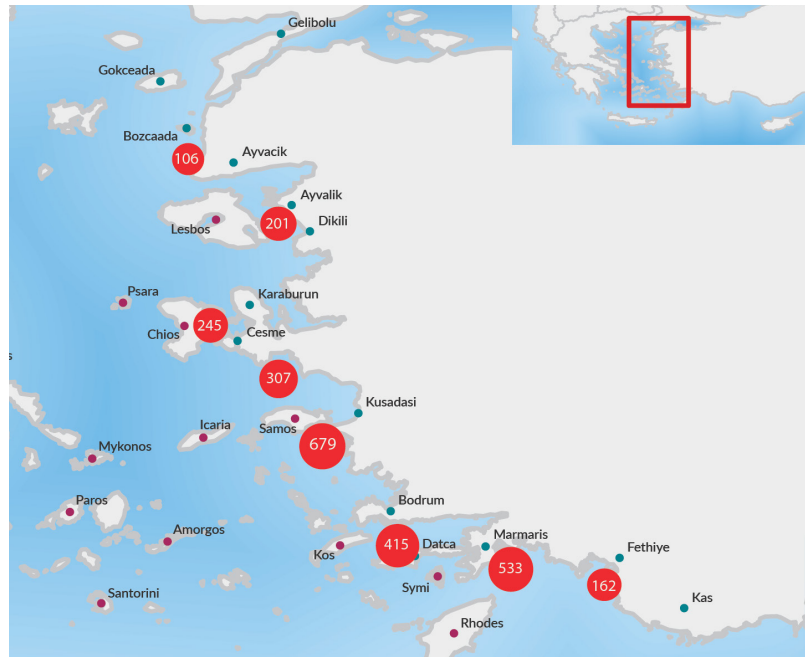 Gelibolu
Gokceada
Bozcaada
106
Ayvacik
Ayvalik
Lesbos
201
Dikili
Psara
Karaburun
Chios
245
Cesme
307
Kusadasi
Icaria
Samos
679
Mykonos
Paros
Bodrum
Amorgos
Kos
415
Datca
Marmaris
Fethiye
533
Symi
162
Santorini
Kas
Rhodes